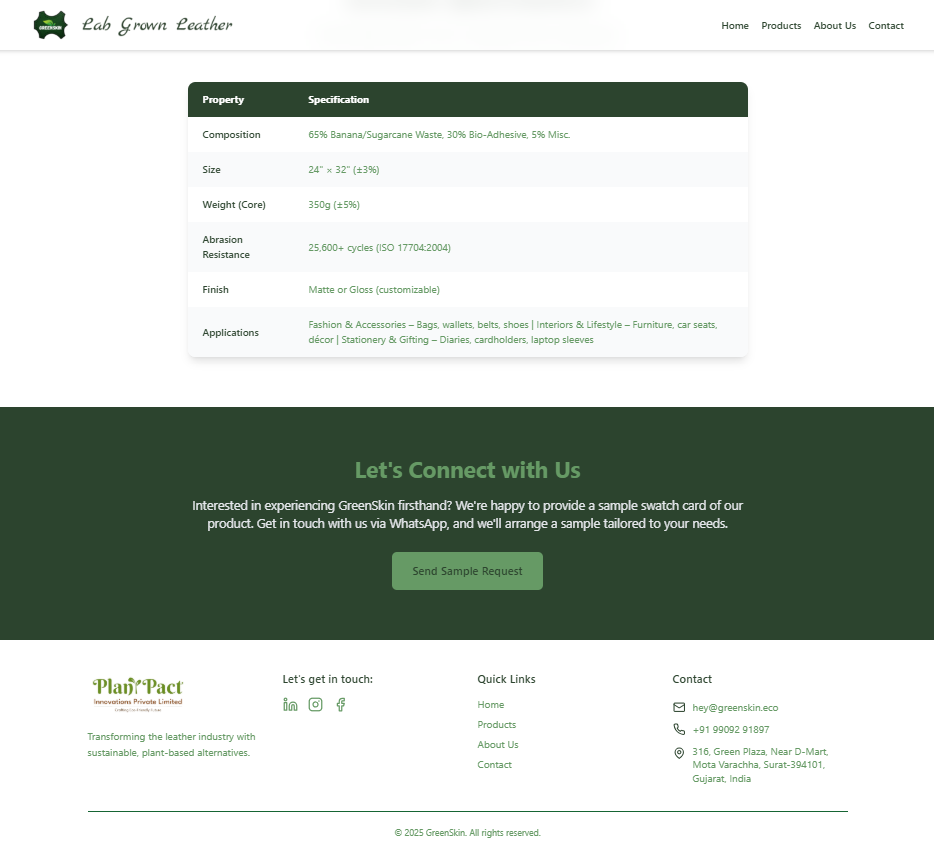 GREENSKIN
Lab Grown Leather
Home Products About Us Contact
Property Specification
Composition 65% Banana/Sugarcane Waste, 30% Bio-Adhesive, 5% Misc.
Size 24" × 32" (±3%)
Weight (Core) 350g (±5%)
Abrasion
Resistance 25,600+ cycles (ISO 17704:2004)
Finish Matte or Gloss (customizable)
Applications Fashion & Accessories – Bags, wallets, belts, shoes | Interiors & Lifestyle – Furniture, car seats,
décor | Stationery & Gifting – Diaries, cardholders, laptop sleeves
Let's Connect with Us
Interested in experiencing GreenSkin firsthand? We're happy to provide a sample swatch card of our
product. Get in touch with us via WhatsApp, and we'll arrange a sample tailored to your needs.
Send Sample Request
Plant Pact
Innovations Private Limited
Transforming the leather industry with
sustainable, plant-based alternatives.
Let's get in touch:
Quick Links
Home
Products
About Us
Contact
Contact
hey@greenskin.eco
+91 99092 91897
316, Green Plaza, Near D-Mart,
Mota Varachha, Surat-394101,
Gujarat, India
© 2025 GreenSkin. All rights reserved.